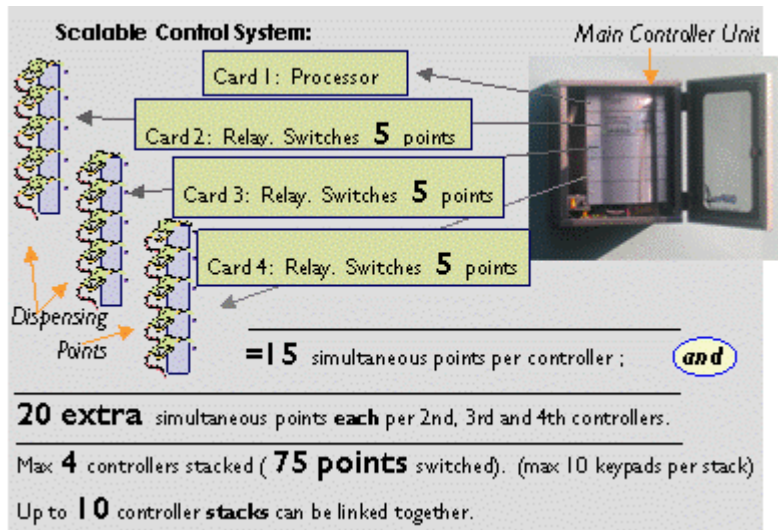 Scalable Control System:
Main Controller Unit
Card 1: Processor
Card 2: Relay. Switches 5 points
Card 3: Relay. Switches 5 points
Card 4: Relay. Switches 5 points
Dispensing
Points
=15 simultaneous points per controller ;
and
20 extra simultaneous points each per 2nd, 3rd and 4th controllers.
Max 4 controllers stacked ( 75 points switched). (max 10 keypads per stack)
Up to 10 controller stacks can be linked together.